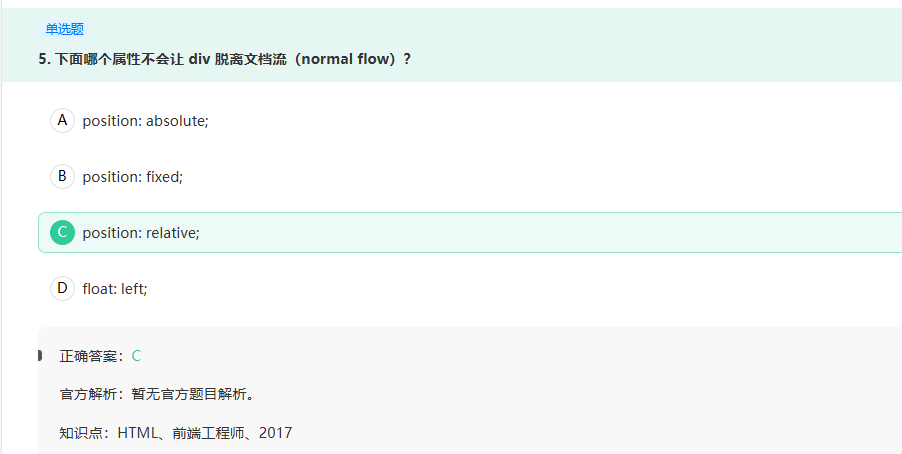 单选题
5. 下面哪个属性不会让 div 脱离文档流（normal flow）？
A position: absolute;
B position: fixed;
C position: relative;
D float: left;
正确答案：C
官方解析：暂无官方题目解析。
知识点：HTML、前端工程师、2017